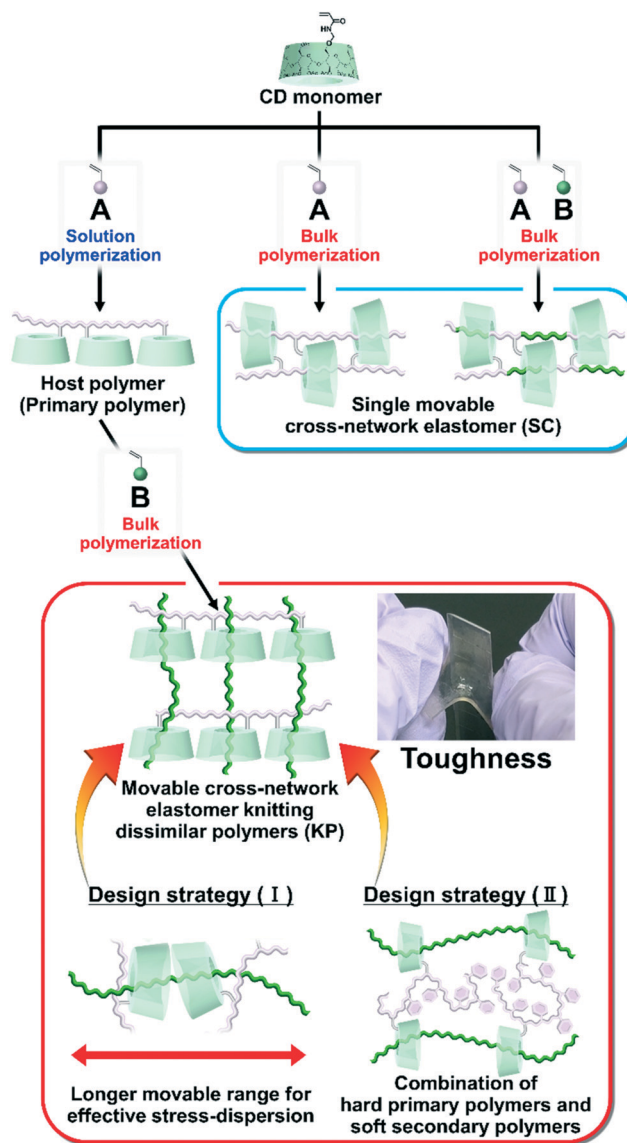 O
HN
O
CD monomer
A
Solution
polymerization
A
Bulk
polymerization
A B
Bulk
polymerization
Host polymer
(Primary polymer)
Single movable
cross-network elastomer (SC)
B
Bulk
polymerization
Toughness
Movable cross-network
elastomer knitting
dissimilar polymers (KP)
Design strategy (Ⅰ)
Longer movable range for
effective stress-dispersion
Design strategy (Ⅱ)
Combination of
hard primary polymers and
soft secondary polymers